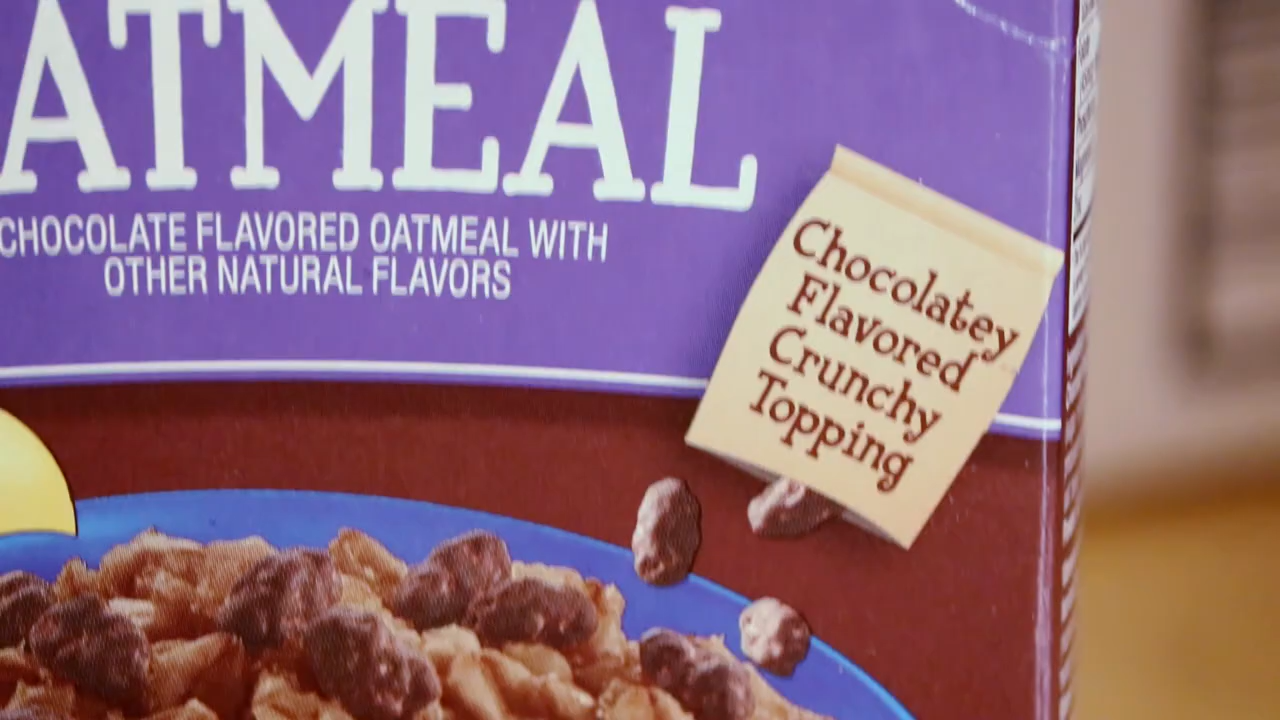 ATMEAL
CHOCOLATE FLAVORED OATMEAL WITH
OTHER NATURAL FLAVORS
Chocolatey
Flavored
Crunchy
Topping